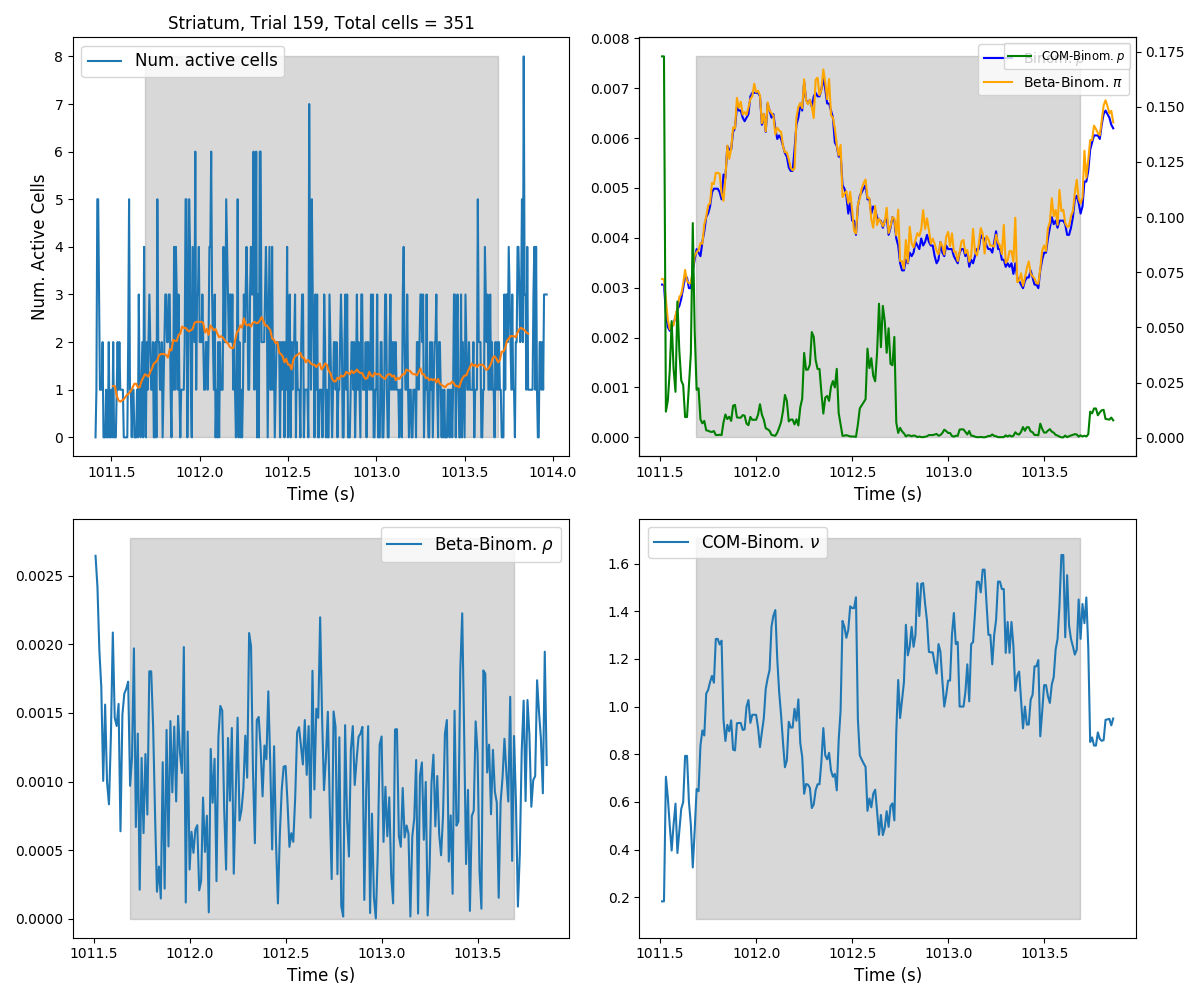 Striatum, Trial 159, Total cells = 351
Num. active cells
Num. Active Cells
8
7
6
5
4
3
2
1
0
1011.5 1012.0 1012.5 1013.0 1013.5 1014.0
Time (s)
COM-Binom. p
Binom. p
Beta-Binom. π
0.008
0.007
0.006
0.005
0.004
0.003
0.002
0.001
0.000
0.175
0.150
0.125
0.100
0.075
0.050
0.025
0.000
1011.5 1012.0 1012.5 1013.0 1013.5
Time (s)
Beta-Binom. ρ
0.0025
0.0020
0.0015
0.0010
0.0005
0.0000
1011.5 1012.0 1012.5 1013.0 1013.5
Time (s)
COM-Binom. ν
1.6
1.4
1.2
1.0
0.8
0.6
0.4
0.2
1011.5 1012.0 1012.5 1013.0 1013.5
Time (s)